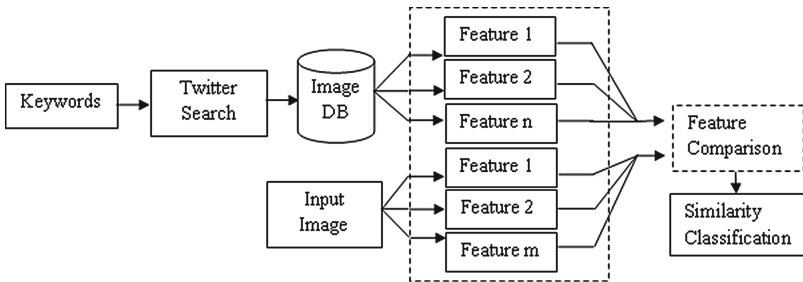 Keywords
Twitter
Search
Image
DB
Feature 1
Feature 2
Feature n
Input
Image
Feature 1
Feature 2
Feature m
Feature
Comparison
Similarity
Classification